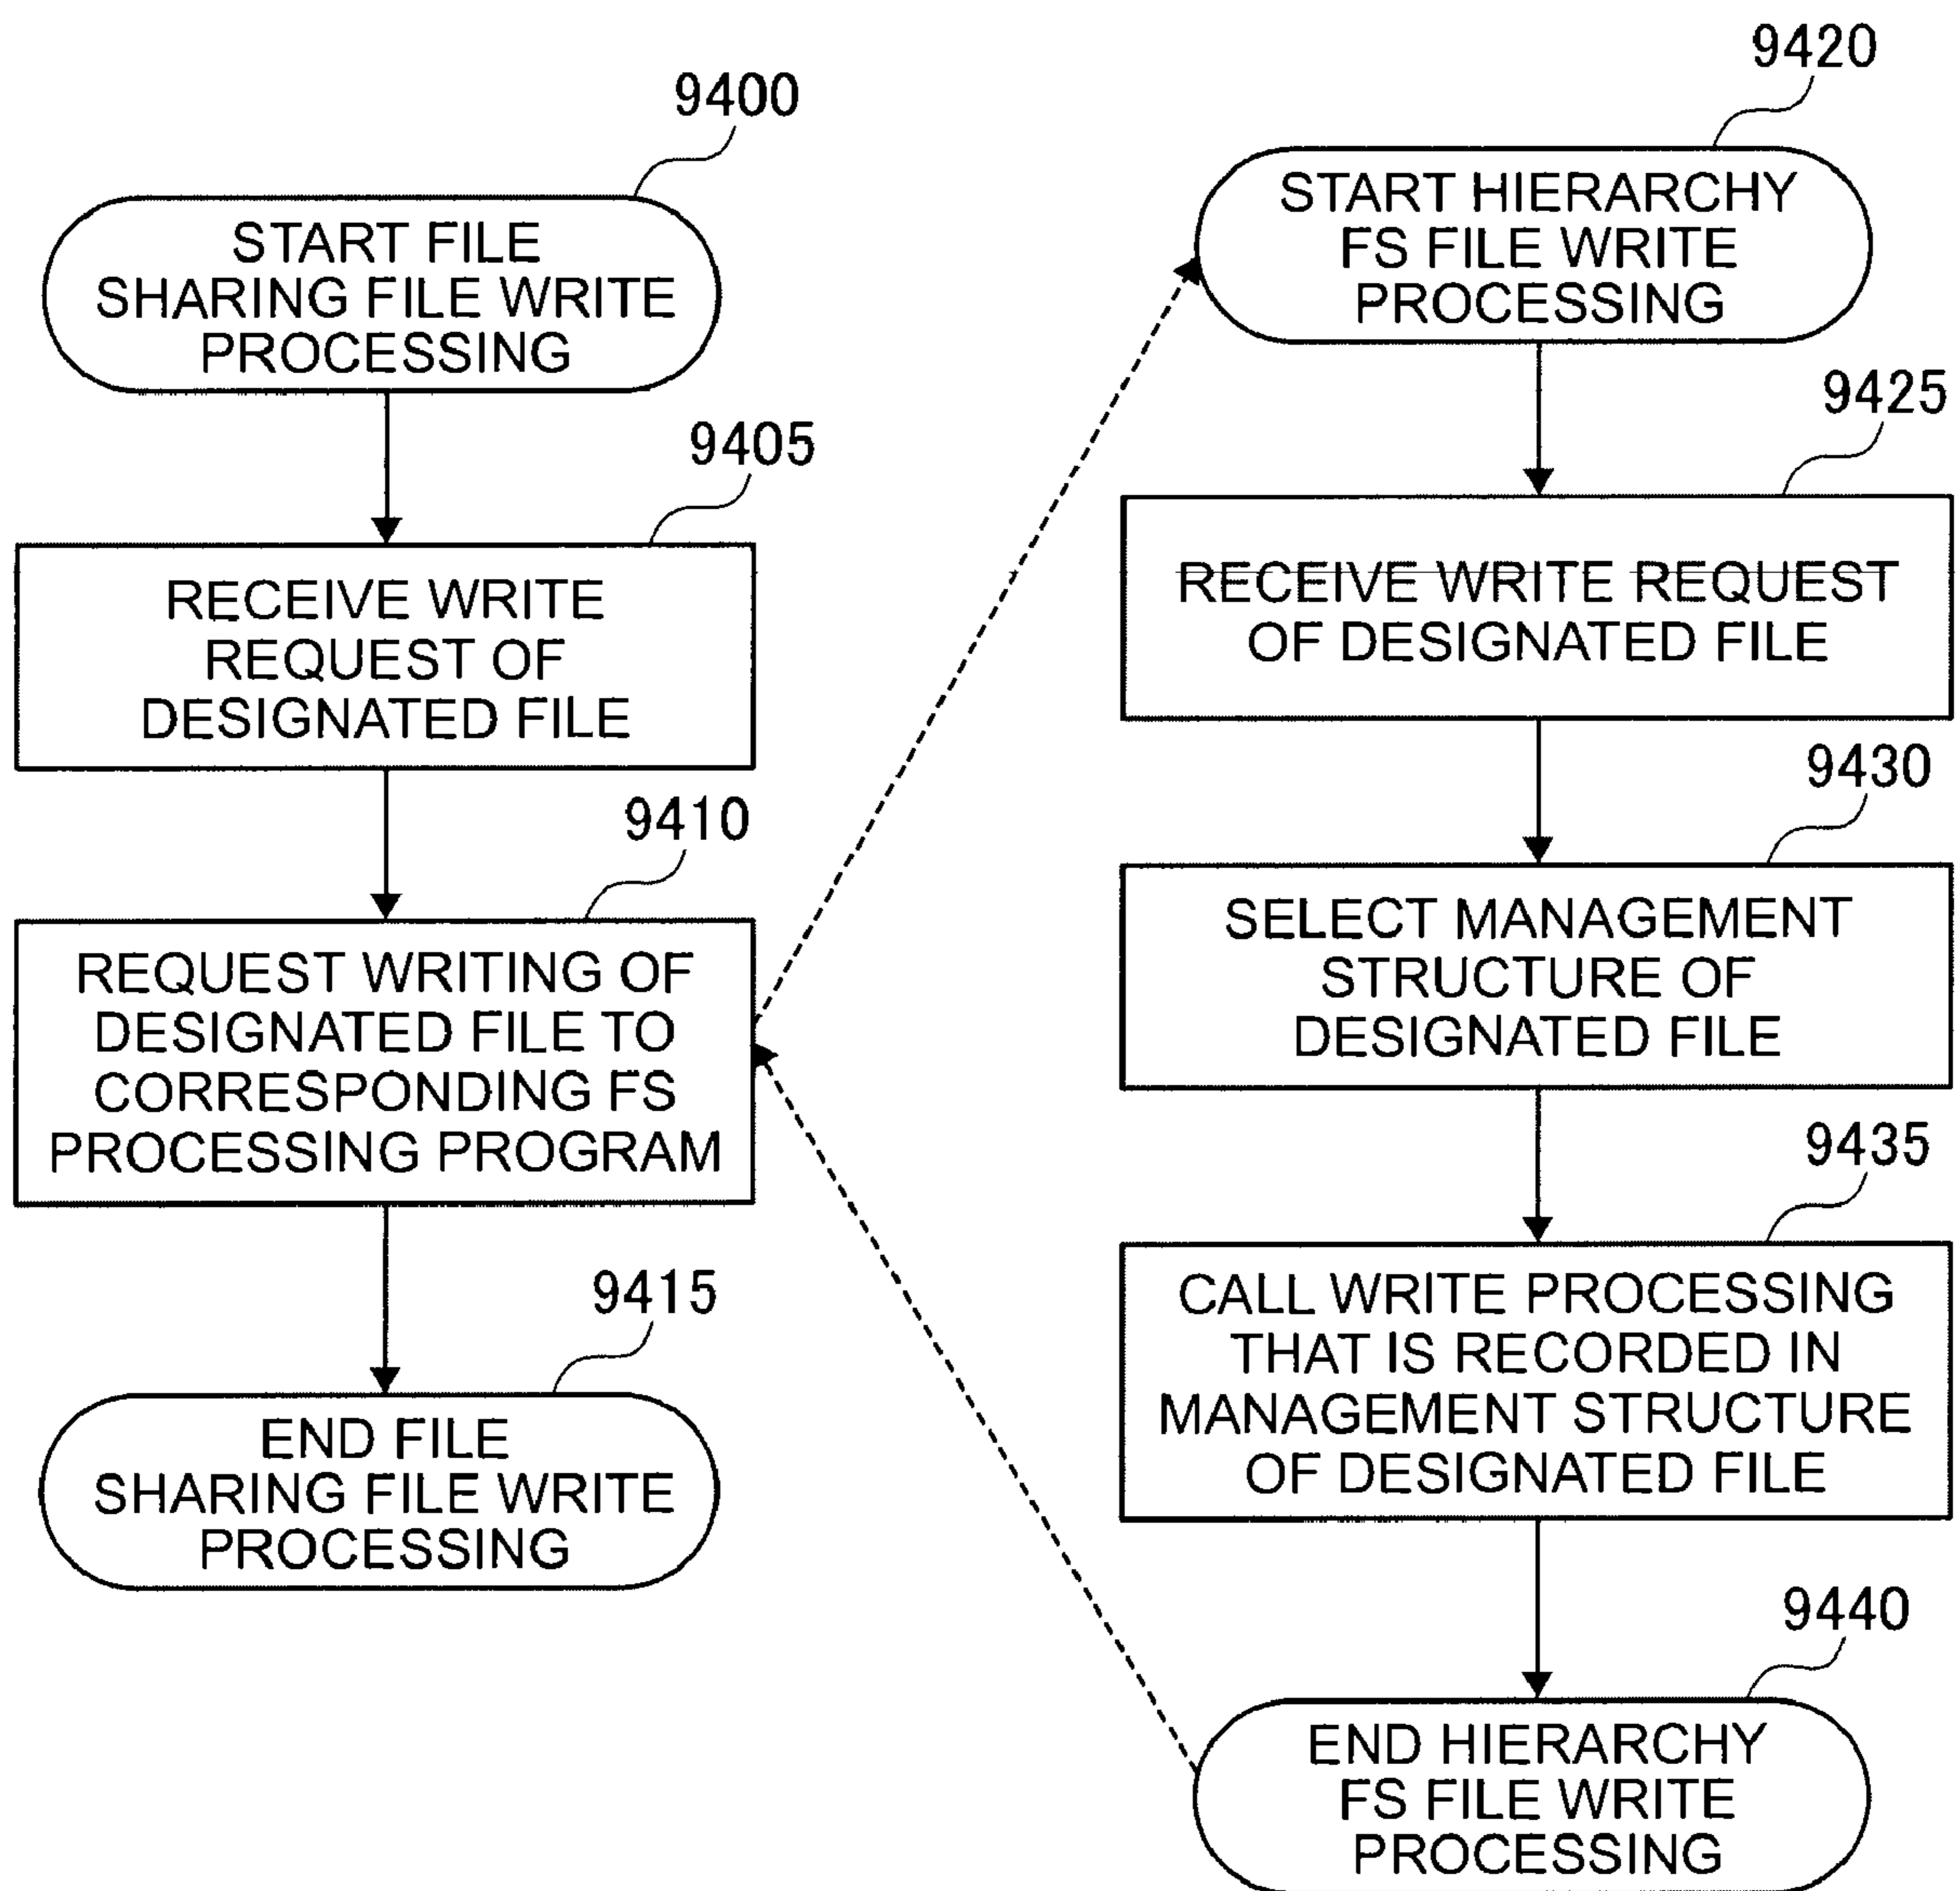 9400
START FILE
SHARING FILE WRITE
PROCESSING
9405
RECEIVE WRITE
REQUEST OF
DESIGNATED FILE
9410
REQUEST WRITING OF
DESIGNATED FILE TO
CORRESPONDING FS
PROCESSING PROGRAM
9415
END FILE
SHARING FILE WRITE
PROCESSING
9420
START HIERARCHY
FS FILE WRITE
PROCESSING
9425
RECEIVE WRITE REQUEST
OF DESIGNATED FILE
9430
SELECT MANAGEMENT
STRUCTURE OF
DESIGNATED FILE
9435
CALL WRITE PROCESSING
THAT IS RECORDED IN
MANAGEMENT STRUCTURE
OF DESIGNATED FILE
9440
END HIERARCHY
FS FILE WRITE
PROCESSING